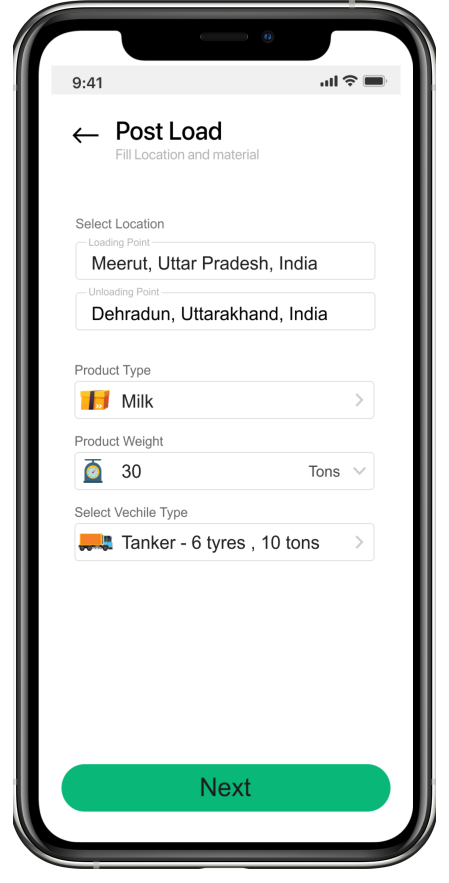 9:41
Post Load
Fill Location and material
Select Location
Loading Point
Meerut, Uttar Pradesh, India
Unloading Point
Dehradun, Uttarakhand, India
Product Type
Milk
Product Weight
30 Tons
Select Vechile Type
Tanker - 6 tyres , 10 tons
Next